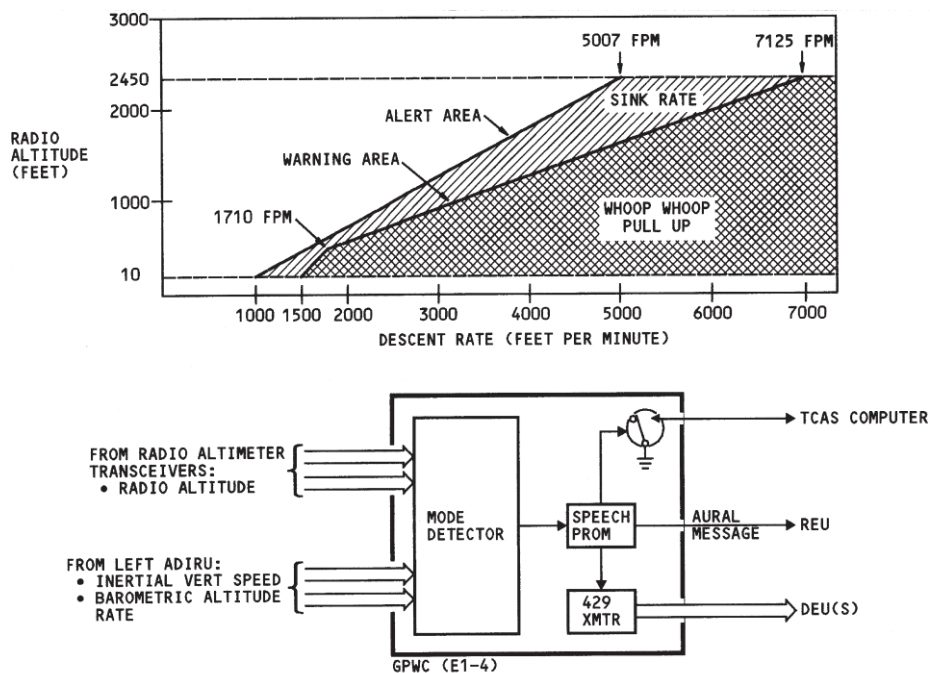 3000
5007 FPM
7125 FPM
2450
2000
SINK RATE
ALERT AREA
RADIO
ALTITUDE
(FEET)
WARNING AREA
1000
1710 FPM
WHOOP WHOOP
PULL UP
10
1000 1500 2000 3000 4000 5000 6000 7000
DESCENT RATE (FEET PER MINUTE)
TCAS COMPUTER
FROM RADIO ALTIMETER
TRANSCEIVERS:
• RADIO ALTITUDE
MODE
DETECTOR
SPEECH
PROM
AURAL
MESSAGE
REU
FROM LEFT ADIRU:
• INERTIAL VERT SPEED
• BAROMETRIC ALTITUDE
RATE
429
XMTR
DEU(S)
GPWC (E1-4)